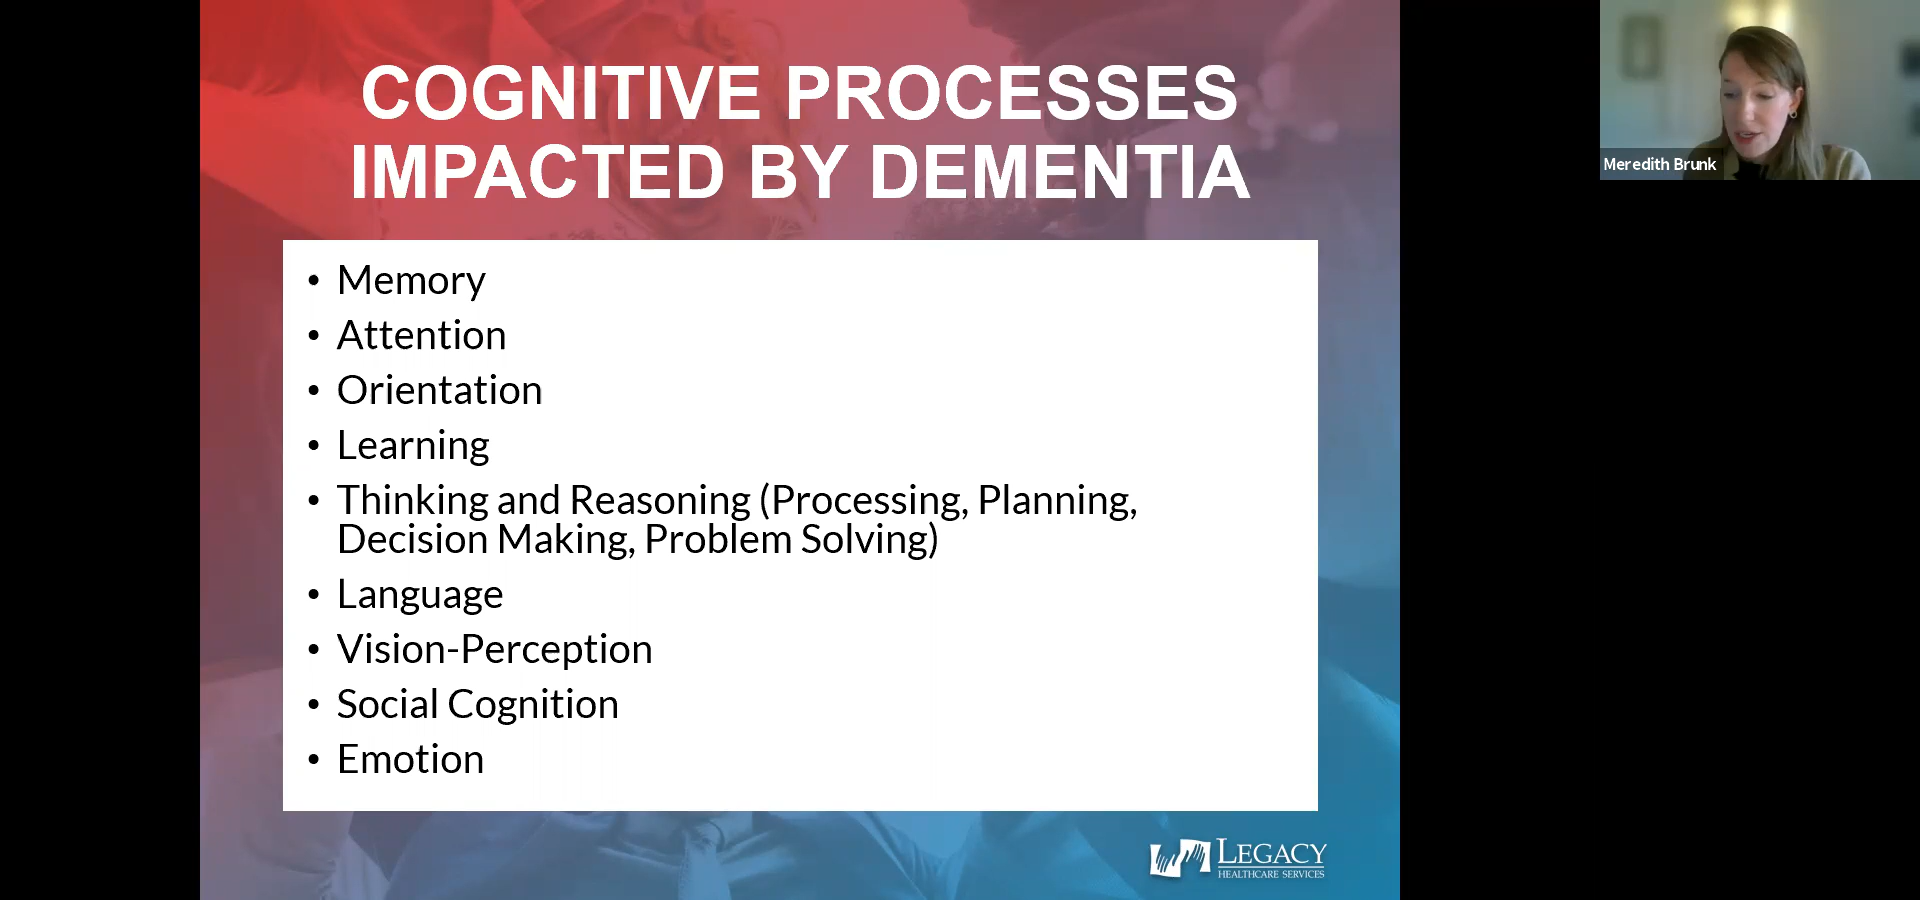 COGNITIVE PROCESSES
IMPACTED BY DEMENTIA
• Memory
• Attention
• Orientation
• Learning
• Thinking and Reasoning (Processing, Planning,
Decision Making, Problem Solving)
• Language
• Vision-Perception
• Social Cognition
• Emotion
LEGACY
HEALTHCARE SERVICES
Meredith Brunk